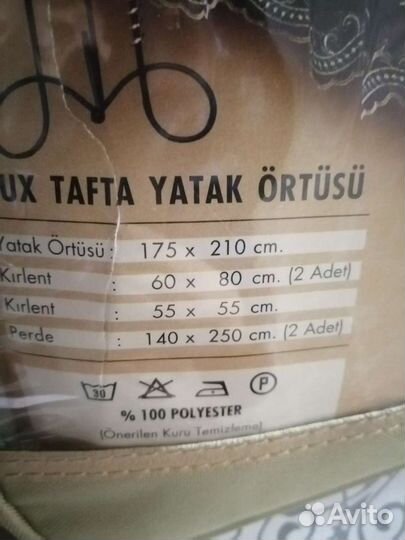 UX TAFTA YATAK ÖRTÜSÜ
Yatak Örtüsü : 175 x 210 cm.
Kırlent : 60 x 80 cm. (2 Adet)
Kırlent : 55 x 55 cm.
Perde : 140 x 250 cm. (2 Adet)
30 P
% 100 POLYESTER
(Önerilen Kuru Temizleme)
Avito